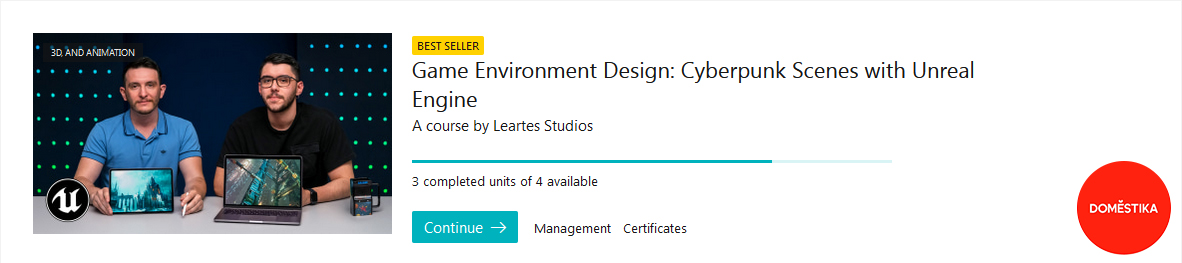 3D, AND ANIMATION
BEST SELLER
Game Environment Design: Cyberpunk Scenes with Unreal
Engine
A course by Leartes Studios
3 completed units of 4 available
Continue →
Management
Certificates
DOMĔSTIKA